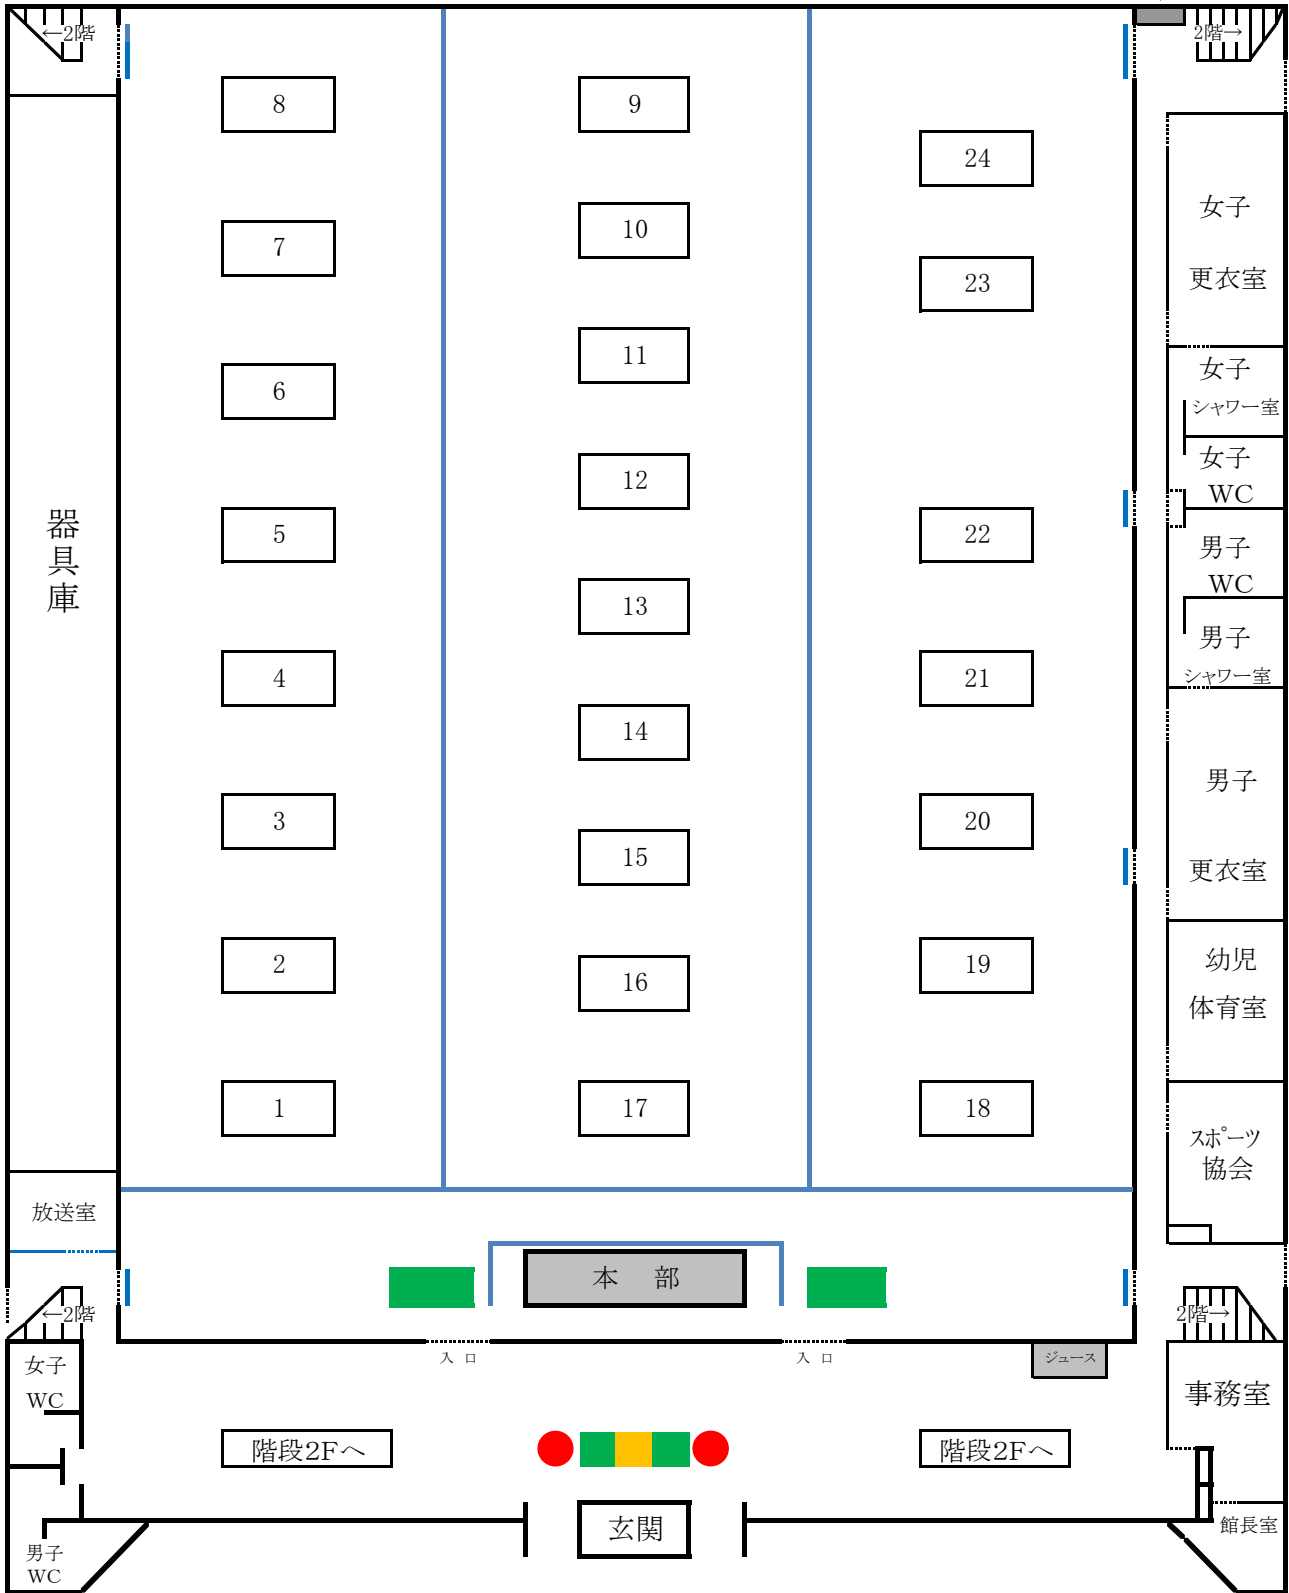 ←2階
2階→
8
9
24
女子
更衣室
10
7
23
11
6
女子
シャワー室
12
女子
WC
器
具
庫
5
22
男子
WC
13
男子
シャワー室
4
21
14
男子
更衣室
3
20
15
2
16
19
幼児
体育室
1
17
18
スポーツ
協会
放送室
本 部
←2階
2階→
入 口
入 口
ジュース
女子
WC
事務室
階段2Fへ
階段2Fへ
玄関
館長室
男子
WC